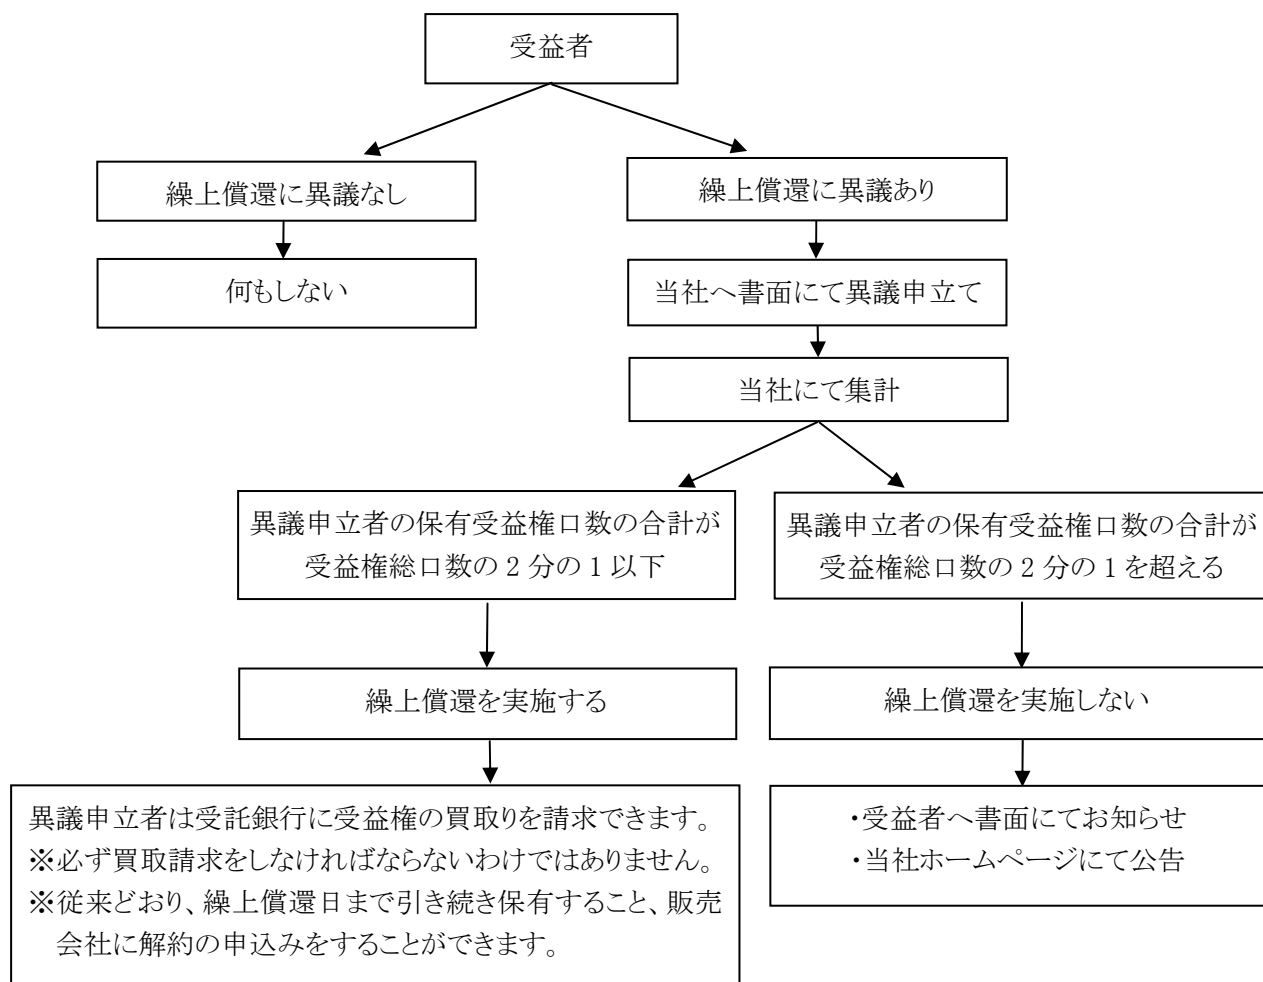 受益者
繰上償還に異議なし
繰上償還に異議あり
何もしない
当社へ書面にて異議申立て
当社にて集計
異議申立者の保有受益権口数の合計が
受益権総口数の2分の1以下
異議申立者の保有受益権口数の合計が
受益権総口数の2分の1を超える
繰上償還を実施する
繰上償還を実施しない
異議申立者は受託銀行に受益権の買取りを請求できます。
※必ず買取請求をしなければならないわけではありません。
※従来どおり、繰上償還日まで引き続き保有すること、販売
会社に解約の申込みをすることができます。
・受益者へ書面にてお知らせ
・当社ホームページにて公告